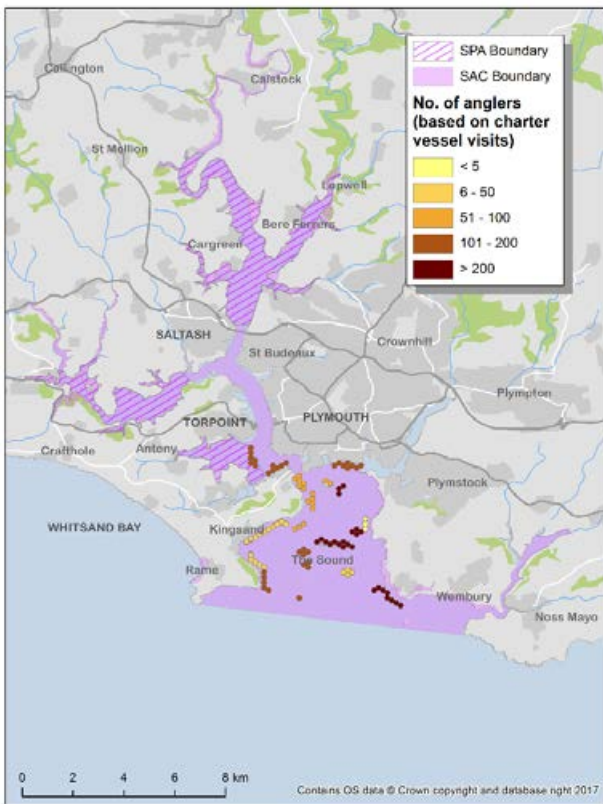 SPA Boundary
SAC Boundary
No. of anglers
(based on charter
vessel visits)
< 5
6 - 50
51 - 100
101 - 200
> 200
Callington
Calstock
St Mellion
Lopwell
Bere Ferrers
Cargreen
SALTASH
St Budeaux
Crownhill
Plympton
TORPOINT
PLYMOUTH
Crafthole
Antony
Plymstock
WHITSAND BAY
Kingsand
The Sound
Rame
Wembury
Noss Mayo
0 2 4 8 km
Contains OS data © Crown copyright and database right 2017